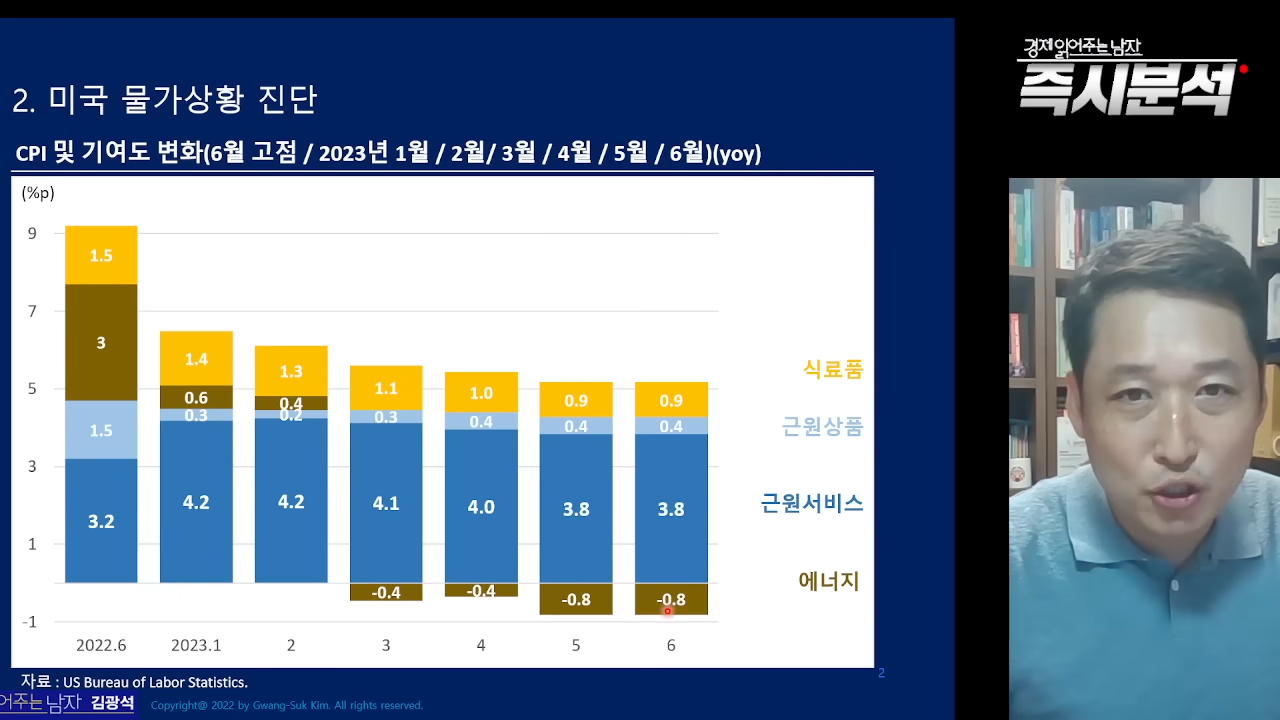 경제 읽어주는 남자
즉시분석
2. 미국 물가상황 진단
CPI 및 기여도 변화(6월 고점 / 2023년 1월 / 2월/ 3월 / 4월 / 5월 / 6월)(yoy)
(%p)
9
7
5
3
1
-1
1.5
3
1.5
3.2
1.4
0.6
0.3
4.2
1.3
0.4
0.2
4.2
1.1
0.3
4.1
-0.4
1.0
0.4
4.0
-0.4
0.9
0.4
3.8
-0.8
0.9
0.4
3.8
-0.8
식료품
근원상품
근원서비스
에너지
2022.6 2023.1 2 3 4 5 6
자료 : US Bureau of Labor Statistics.
2
어주는 남자 김광석
Copyright@ 2022 by Gwang-Suk Kim. All rights reserved.